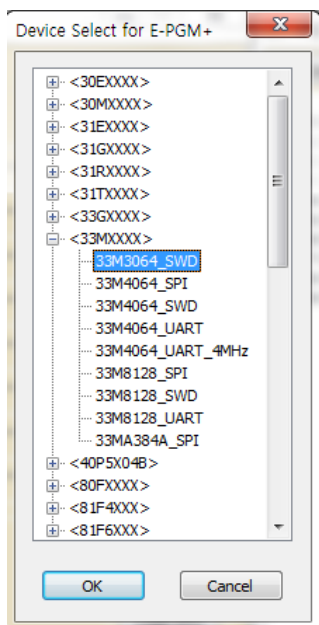 Device Select for E-PGM+
<30EXXXX>
<30MXXXX>
<31EXXXX>
<31GXXXX>
<31RXXXX>
<31TXXXX>
<33GXXXX>
<33MXXXX>
33M3064_SWD
33M4064_SPI
33M4064_SWD
33M4064_UART
33M4064_UART_4MHz
33M8128_SPI
33M8128_SWD
33M8128_UART
33MA384A_SPI
<40P5X04B>
<80FXXXX>
<81F4XXX>
<81F6XXX>
OK Cancel